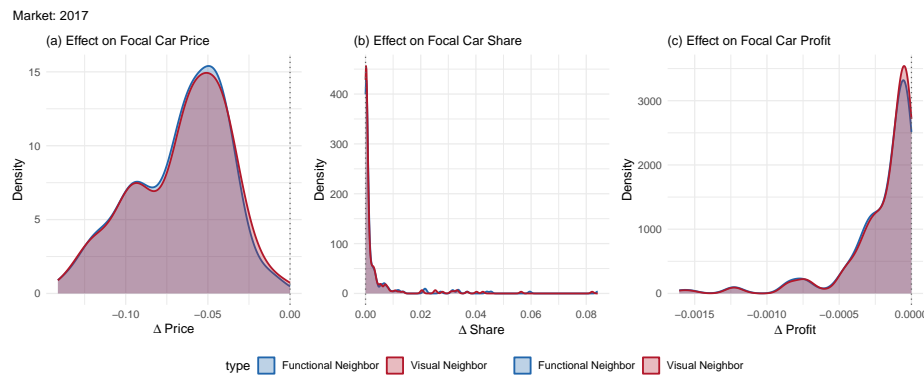 Market: 2017
(a) Effect on Focal Car Price
(b) Effect on Focal Car Share
(c) Effect on Focal Car Profit
Density
15
10
5
0
−0.10
−0.05
0.00
Δ Price
Density
400
300
200
100
0
0.00
0.02
0.04
0.06
0.08
Δ Share
Density
3000
2000
1000
0
−0.0015
−0.0010
−0.0005
0.0000
Δ Profit
type
Functional Neighbor
Visual Neighbor
Functional Neighbor
Visual Neighbor